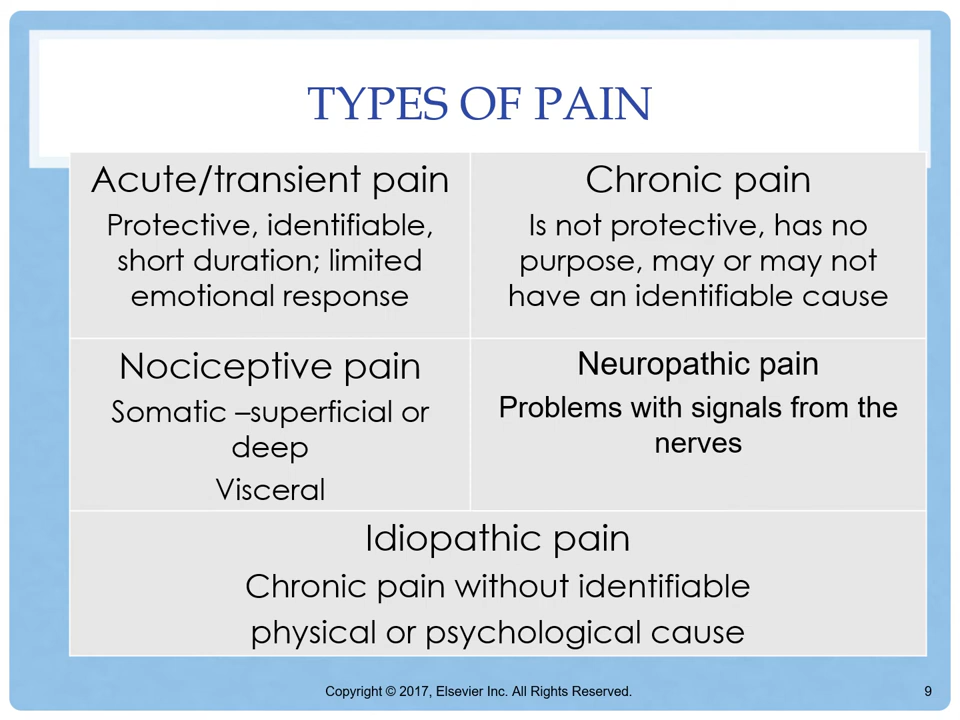 TYPES OF PAIN
Acute/transient pain
Protective, identifiable,
short duration; limited
emotional response
Chronic pain
Is not protective, has no
purpose, may or may not
have an identifiable cause
Nociceptive pain
Somatic –superficial or
deep
Visceral
Neuropathic pain
Problems with signals from the
nerves
Idiopathic pain
Chronic pain without identifiable
physical or psychological cause
Copyright © 2017, Elsevier Inc. All Rights Reserved.
9